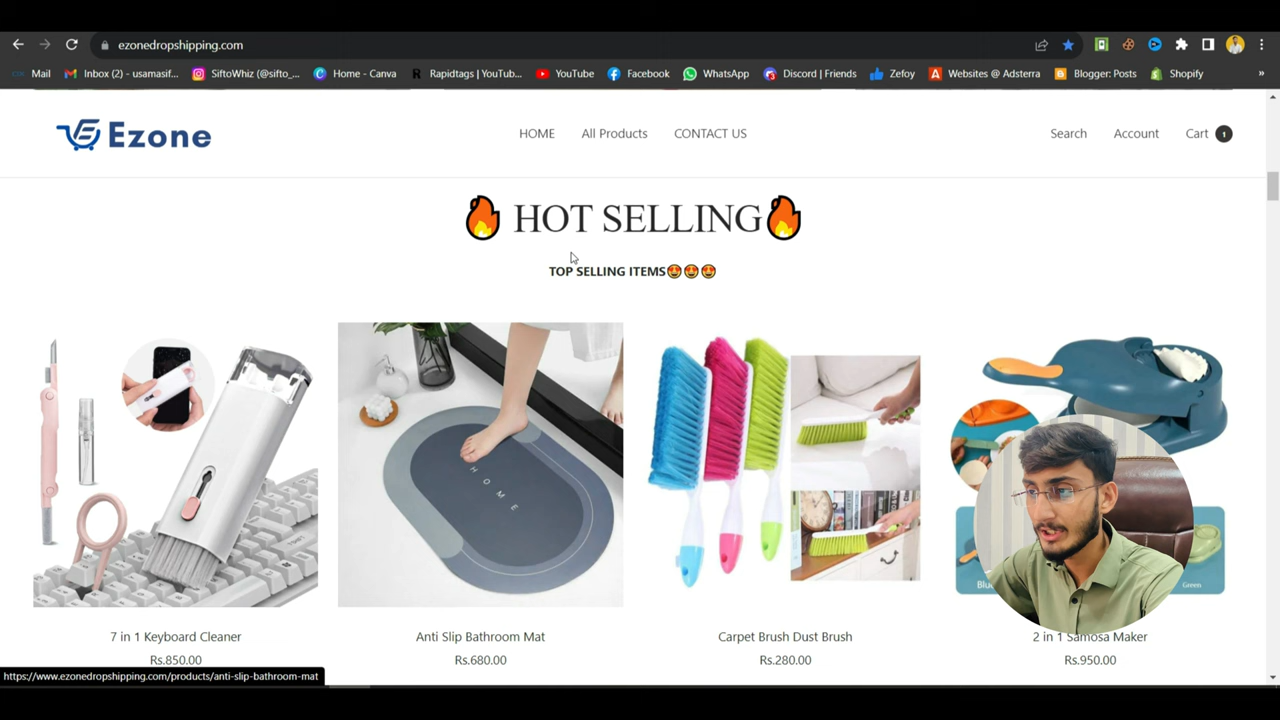 ezonedropshipping.com
Mail
Inbox (2) - usamasif...
SiftoWhiz (@sifto_...
Home - Canva
Rapidtags | YouTub...
YouTube
Facebook
WhatsApp
Discord | Friends
Zefoy
Websites @ Adsterra
Blogger: Posts
Shopify
»
Ezone
HOME
All Products
CONTACT US
Search
Account
Cart 1
🔥 HOT SELLING🔥
TOP SELLING ITEMS😍😍😍
HOME
Green
7 in 1 Keyboard Cleaner
Anti Slip Bathroom Mat
Carpet Brush Dust Brush
2 in 1 Samosa Maker
Rs.850.00
Rs.680.00
Rs.280.00
Rs.950.00
https://www.ezonedropshipping.com/products/anti-slip-bathroom-mat